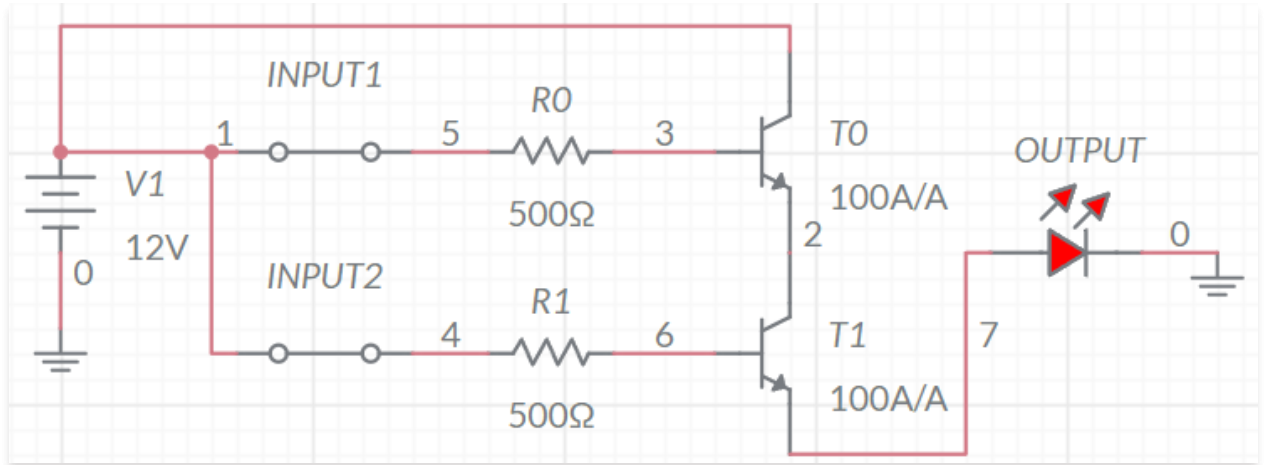 INPUT1
R0
1
5
3
T0
OUTPUT
V1
500Ω
100A/A
12V
0
2
0
INPUT2
R1
4
6
T1
7
500Ω
100A/A